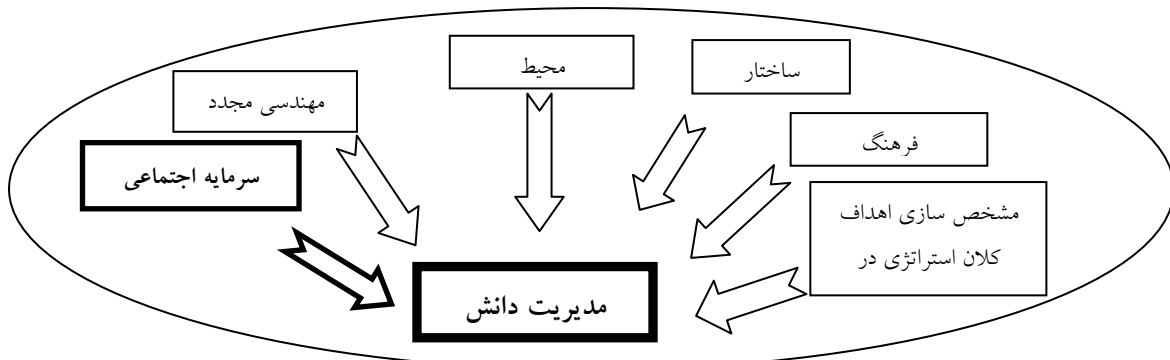 محیط
ساختار
مهندسی مجدد
فرهنگ
سرمایه اجتماعی
مشخص سازی اهداف
کلان استراتژی در
مدیریت دانش